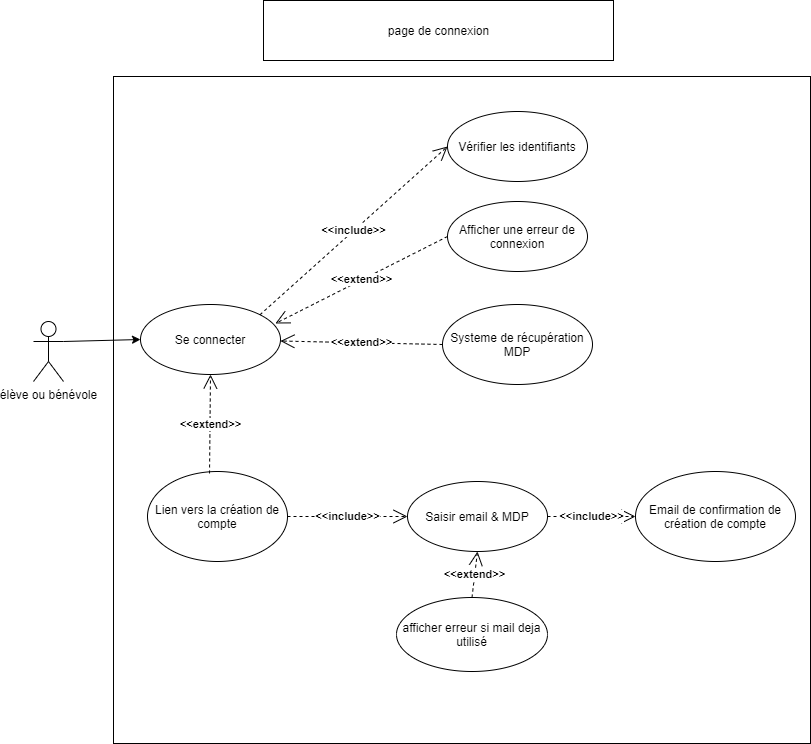 page de connexion
Vérifier les identifiants
<<include>>
Afficher une erreur de
connexion
<<extend>>
Se connecter
<<extend>>
Systeme de récupération
MDP
élève ou bénévole
<<extend>>
Lien vers la création de
compte
<<include>>
Saisir email & MDP
<<include>>
Email de confirmation de
création de compte
<<extend>>
afficher erreur si mail deja
utilisé